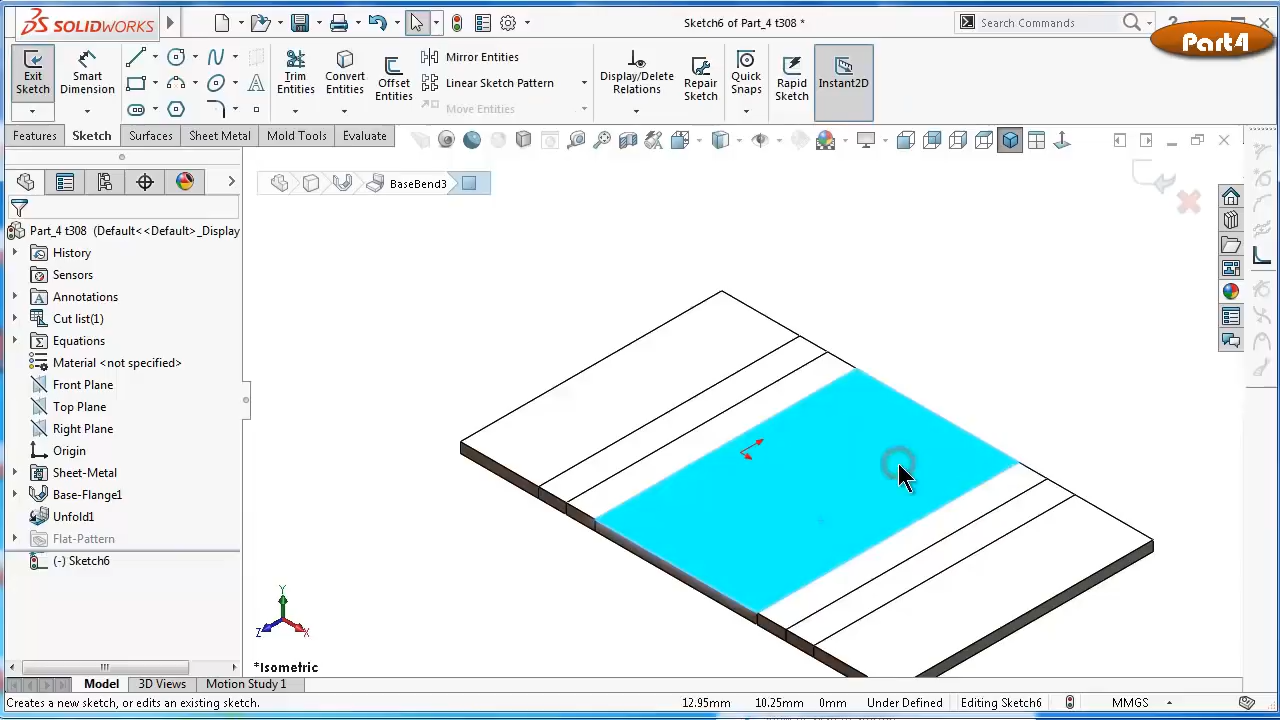 SOLIDWORKS
Sketch6 of Part_4 t308 *
Search Commands
?
Part4
Exit Sketch
Smart Dimension
Trim Entities
Convert Entities
Offset Entities
Mirror Entities
Linear Sketch Pattern
Move Entities
Display/Delete Relations
Repair Sketch
Quick Snaps
Rapid Sketch
Instant2D
Features
Sketch
Surfaces
Sheet Metal
Mold Tools
Evaluate
BaseBend3
Part_4 t308 (Default<<Default>_Display
History
Sensors
Annotations
Cut list(1)
Equations
Material <not specified>
Front Plane
Top Plane
Right Plane
Origin
Sheet-Metal
Base-Flange1
Unfold1
Flat-Pattern
(-) Sketch6
Y
Z
X
*Isometric
Model
3D Views
Motion Study 1
Creates a new sketch, or edits an existing sketch.
12.95mm
10.25mm
0mm
Under Defined
Editing Sketch6
MMGS